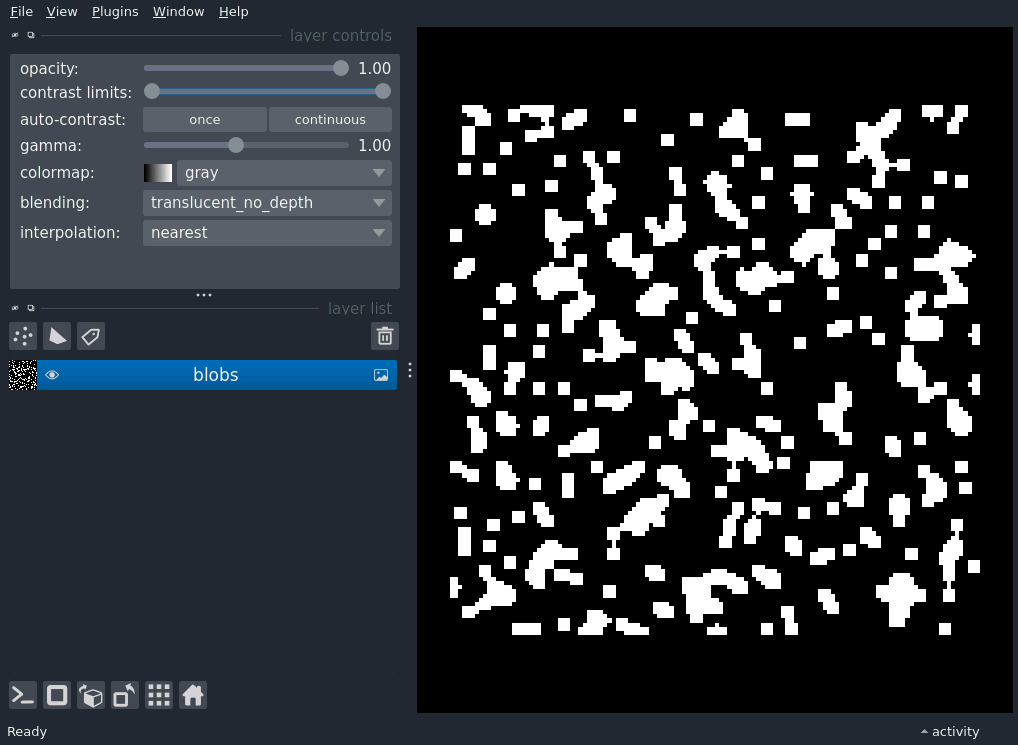 File View Plugins Window Help
layer controls
opacity: 1.00
contrast limits:
auto-contrast: once continuous
gamma: 1.00
colormap: gray
blending: translucent_no_depth
interpolation: nearest
layer list
blobs
Ready activity